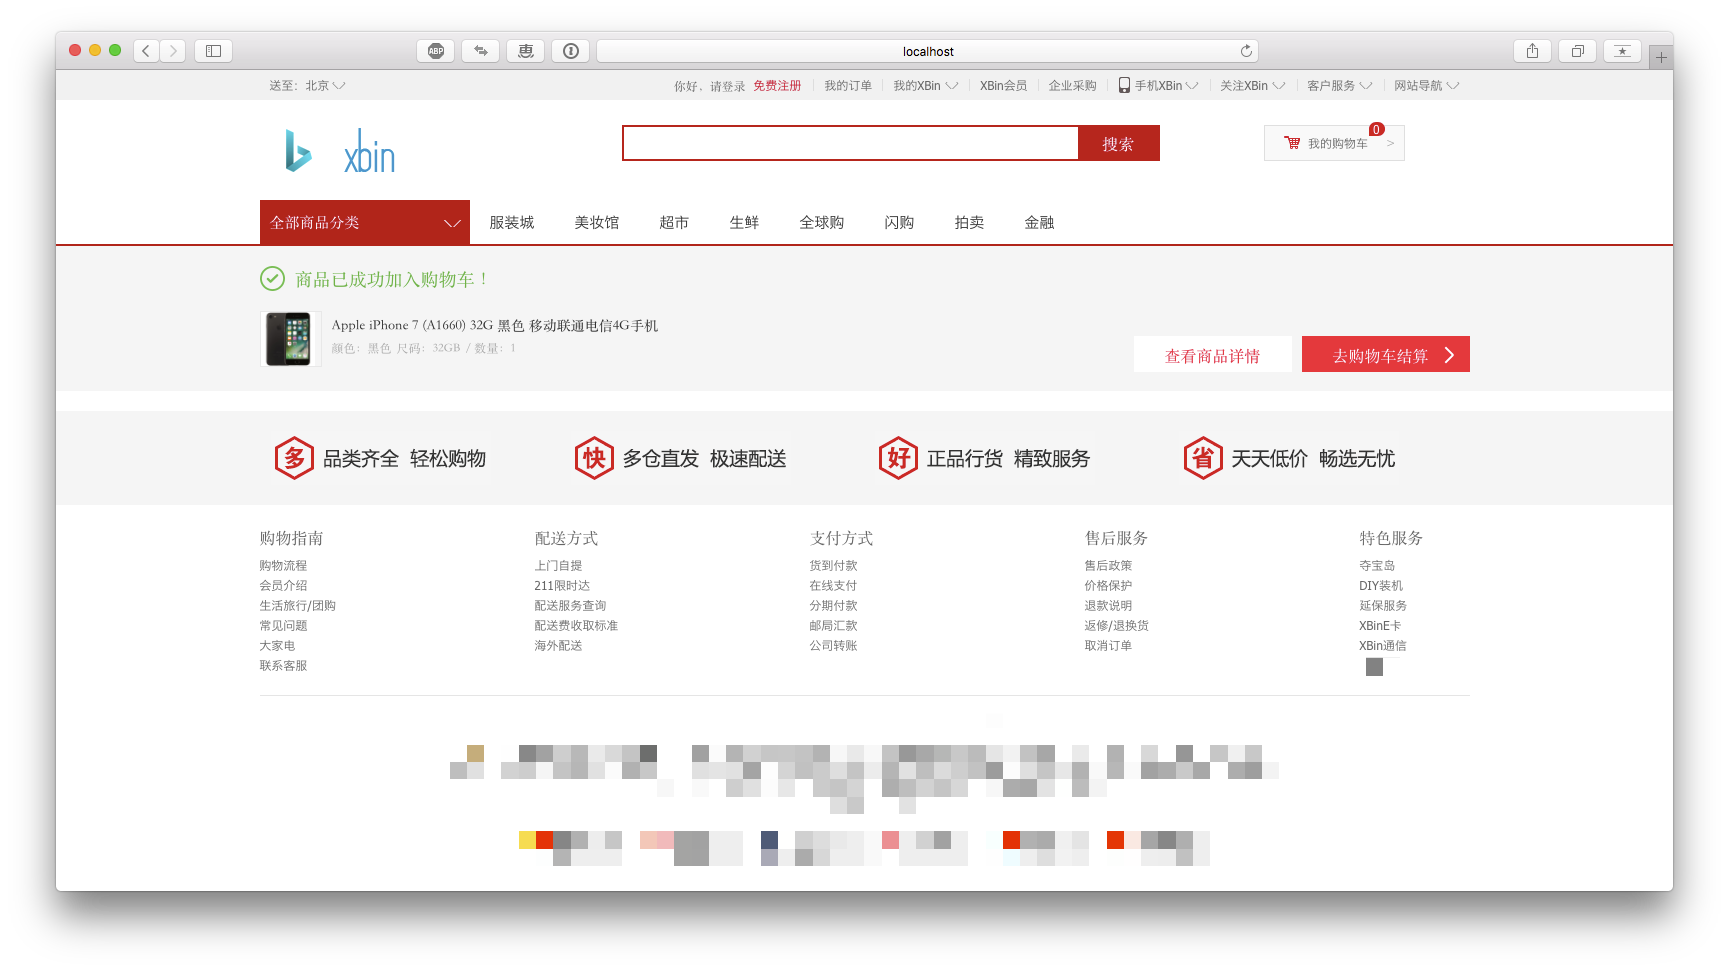 ABP
惠
localhost
送至：北京
你好，请登录 免费注册 我的订单 我的XBin XBin会员 企业采购 手机XBin 关注XBin 客户服务 网站导航
xbin
搜索
我的购物车 0 >
全部商品分类 服装城 美妆馆 超市 生鲜 全球购 闪购 拍卖 金融
商品已成功加入购物车！
Apple iPhone 7 (A1660) 32G 黑色 移动联通电信4G手机
颜色：黑色 尺码：32GB / 数量：1
查看商品详情 去购物车结算
多 品类齐全 轻松购物 快 多仓直发 极速配送 好 正品行货 精致服务 省 天天低价 畅选无忧
购物指南
购物流程
会员介绍
生活旅行/团购
常见问题
大家电
联系客服
配送方式
上门自提
211限时达
配送服务查询
配送费收取标准
海外配送
支付方式
货到付款
在线支付
分期付款
邮局汇款
公司转账
售后服务
售后政策
价格保护
退款说明
返修/退换货
取消订单
特色服务
夺宝岛
DIY装机
延保服务
XBinE卡
XBin通信